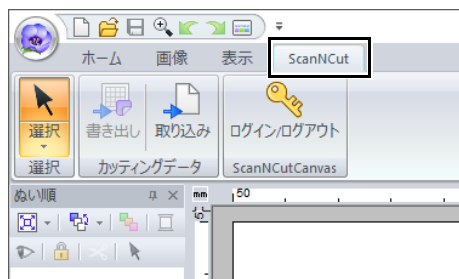 ホーム 画像 表示 ScanNCut
選択 書き出し 取り込み ログイン/ログアウト
選択 カッティングデータ ScanNCutCanvas
ぬい順 mm 50